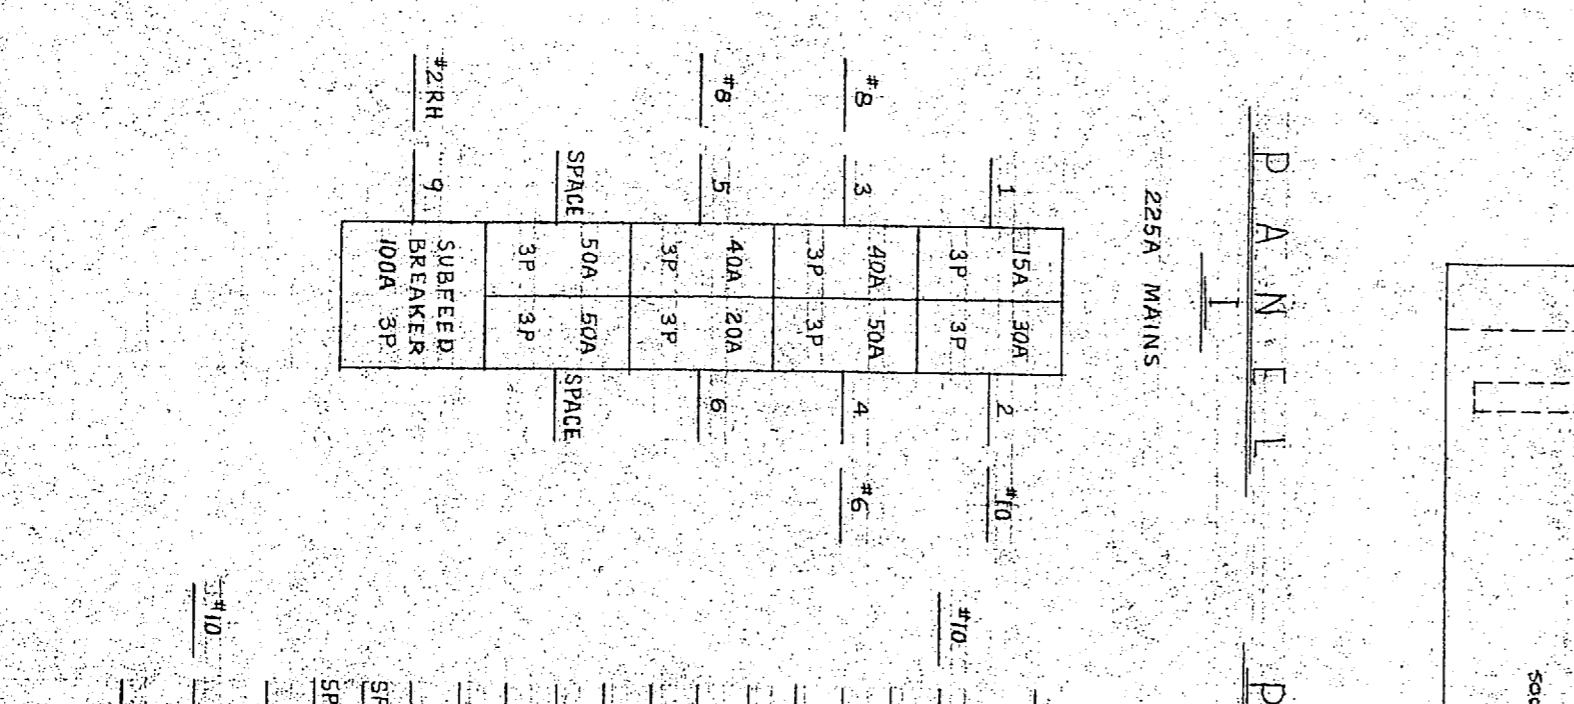 PANEL
I
225A MAINS
1 15A 30A 2 #10
3P 3P
#8 3 40A 50A 4 #6
3P 3P
#8 5 40A 20A 6
3P 3P
SPACE 50A 50A SPACE
3P 3P
#2RH 9 SUBFEED
BREAKER
100A 3P
#10
#10